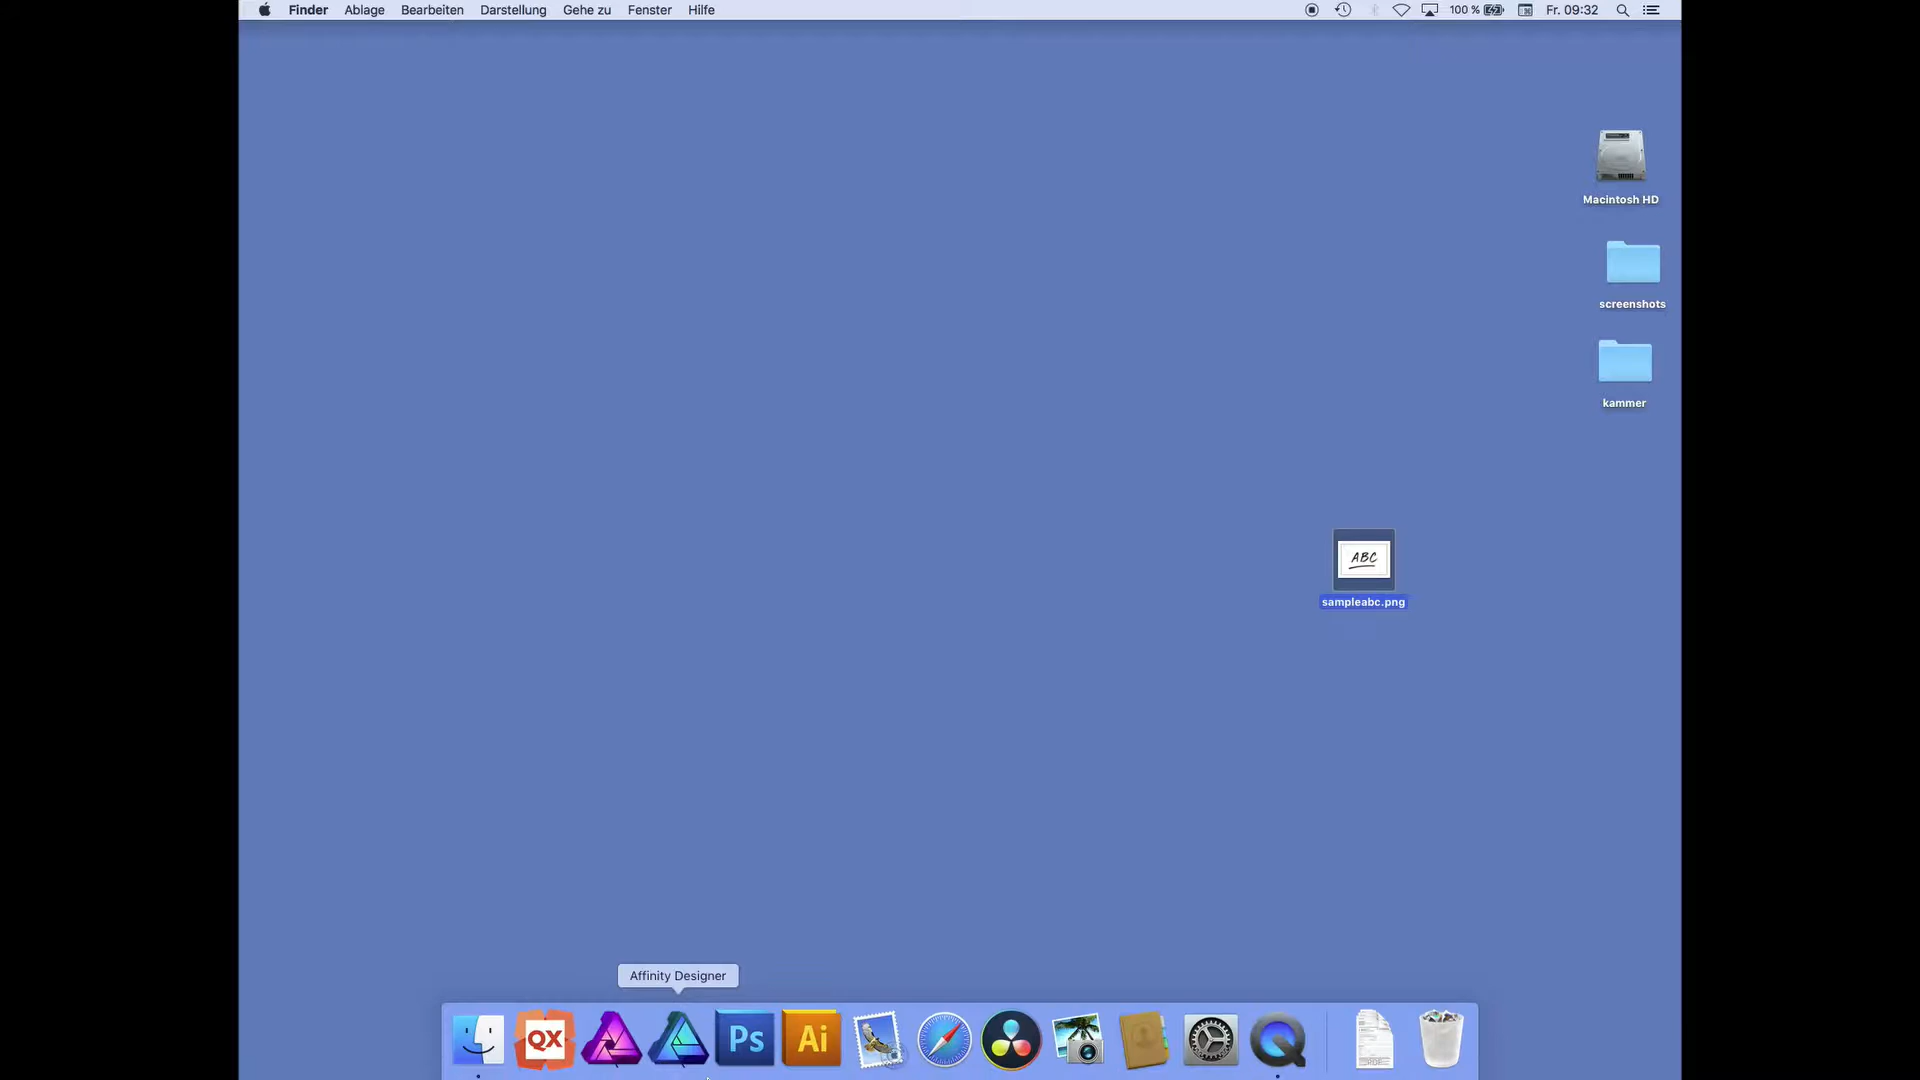 Finder Ablage Bearbeiten Darstellung Gehe zu Fenster Hilfe 100 % Fr. 09:32
Macintosh HD
screenshots
kammer
ABC
sampleabc.png
Affinity Designer
QX Ps Ai